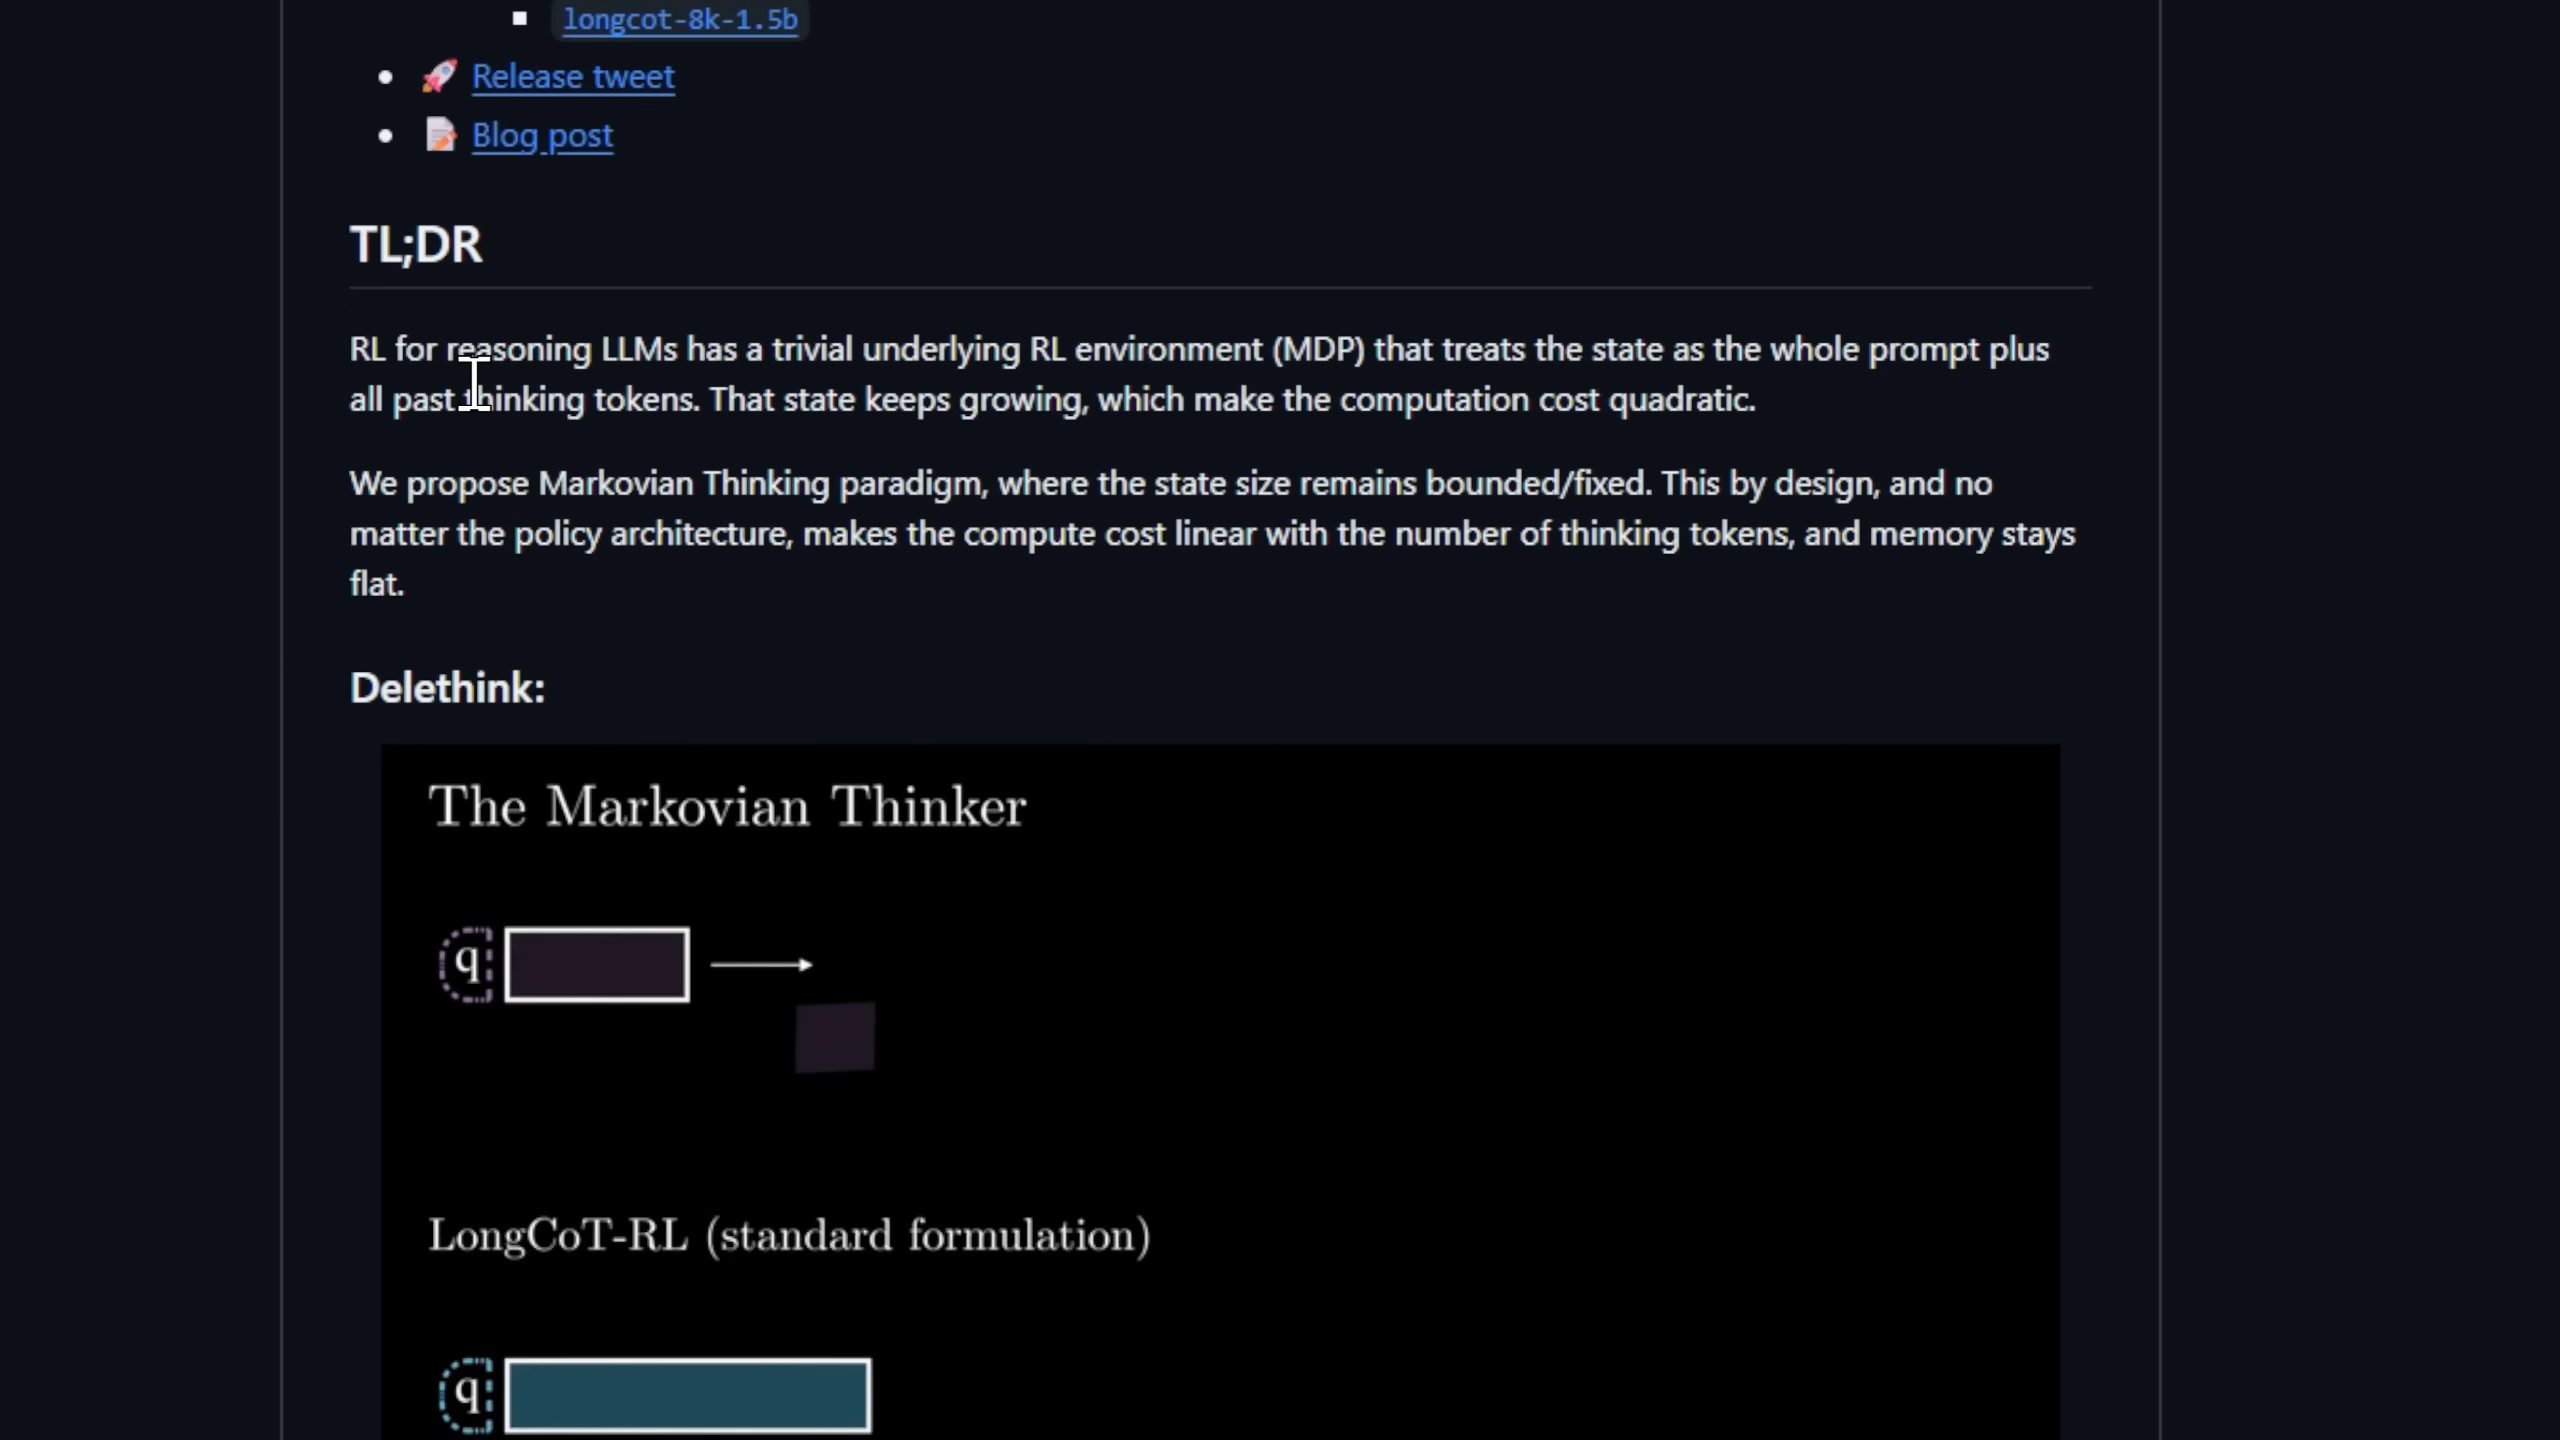 longcot-8k-1.5b
🚀 Release tweet
📝 Blog post
TL;DR
RL for reasoning LLMs has a trivial underlying RL environment (MDP) that treats the state as the whole prompt plus
all past thinking tokens. That state keeps growing, which make the computation cost quadratic.
We propose Markovian Thinking paradigm, where the state size remains bounded/fixed. This by design, and no
matter the policy architecture, makes the compute cost linear with the number of thinking tokens, and memory stays
flat.
Delethink:
The Markovian Thinker
q
LongCoT-RL (standard formulation)
q